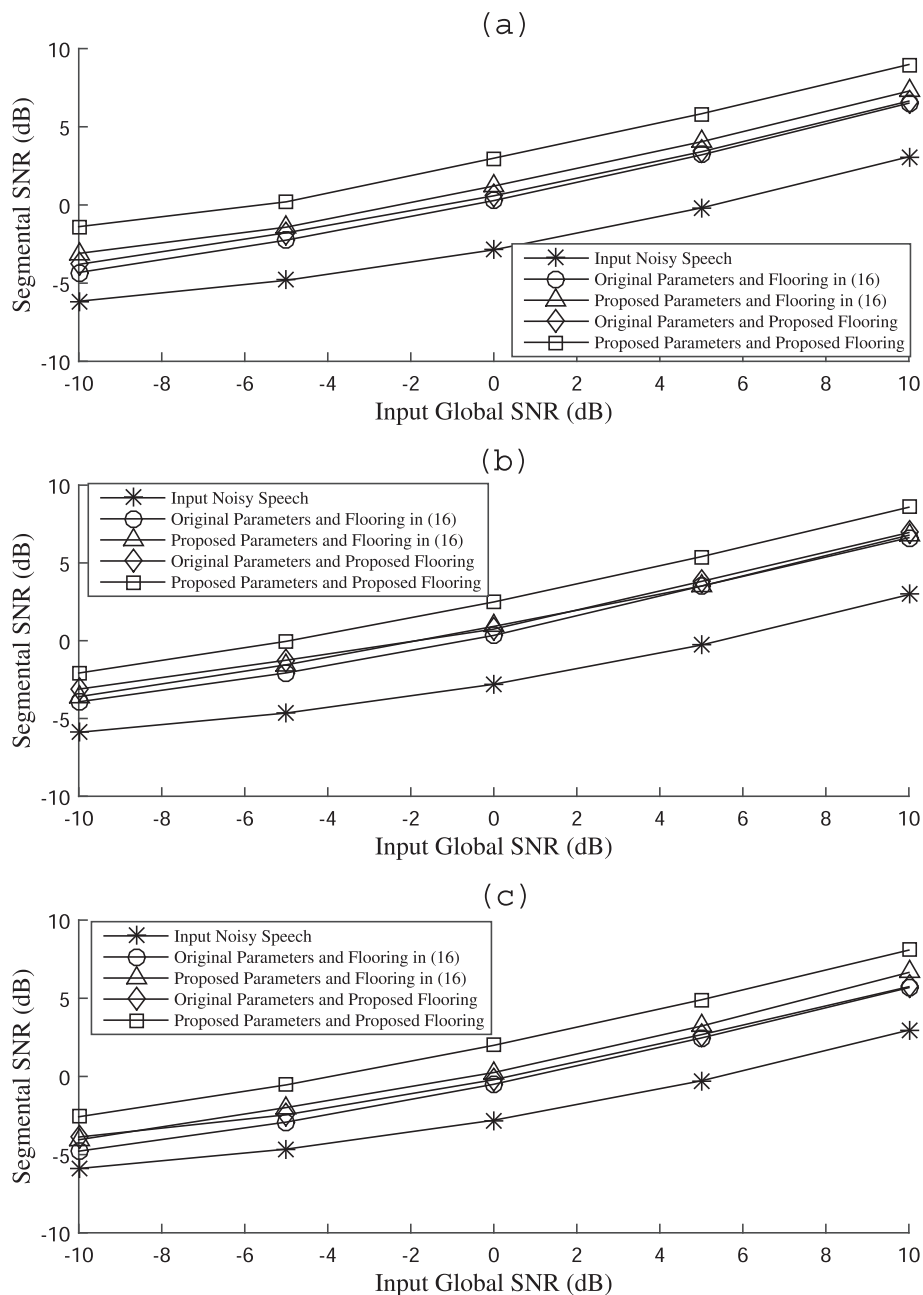 (a)
10
5
0
-5
-10
Segmental SNR (dB)
Input Noisy Speech
Original Parameters and Flooring in (16)
Proposed Parameters and Flooring in (16)
Original Parameters and Proposed Flooring
Proposed Parameters and Proposed Flooring
-10 -8 -6 -4 -2 0 2 4 6 8 10
Input Global SNR (dB)
(b)
10
5
0
-5
-10
Segmental SNR (dB)
Input Noisy Speech
Original Parameters and Flooring in (16)
Proposed Parameters and Flooring in (16)
Original Parameters and Proposed Flooring
Proposed Parameters and Proposed Flooring
-10 -8 -6 -4 -2 0 2 4 6 8 10
Input Global SNR (dB)
(c)
10
5
0
-5
-10
Segmental SNR (dB)
Input Noisy Speech
Original Parameters and Flooring in (16)
Proposed Parameters and Flooring in (16)
Original Parameters and Proposed Flooring
Proposed Parameters and Proposed Flooring
-10 -8 -6 -4 -2 0 2 4 6 8 10
Input Global SNR (dB)